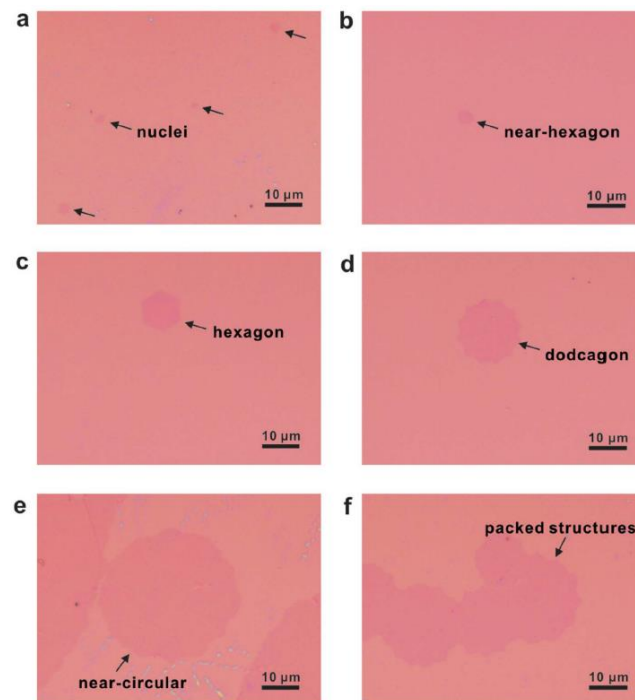 a
nuclei
10 µm
b
near-hexagon
10 µm
c
hexagon
10 µm
d
dodcagon
10 µm
e
near-circular
10 µm
f
packed structures
10 µm